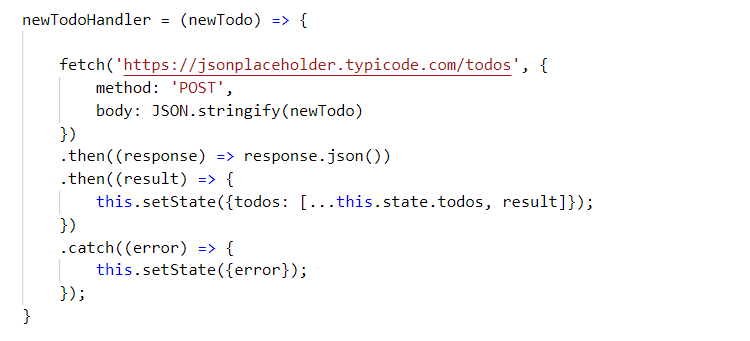 newTodoHandler = (newTodo) => {
fetch('https://jsonplaceholder.typicode.com/todos', {
method: 'POST',
body: JSON.stringify(newTodo)
})
.then((response) => response.json())
.then((result) => {
this.setState({todos: [...this.state.todos, result]});
})
.catch((error) => {
this.setState({error});
});
}